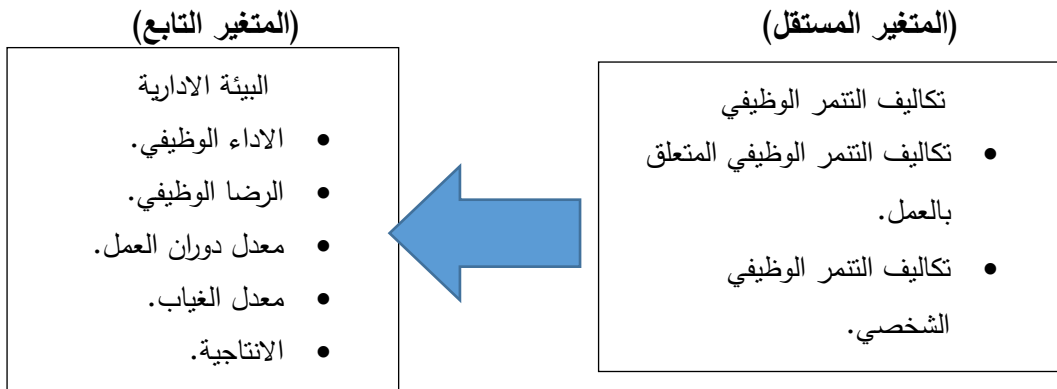 (المتغير المستقل)
تكاليف التنمر الوظيفي
• تكاليف التنمر الوظيفي المتعلق
بالعمل.
• تكاليف التنمر الوظيفي
الشخصي.
(المتغير التابع)
البيئة الادارية
• الاداء الوظيفي.
• الرضا الوظيفي.
• معدل دوران العمل.
• معدل الغياب.
• الانتاجية.